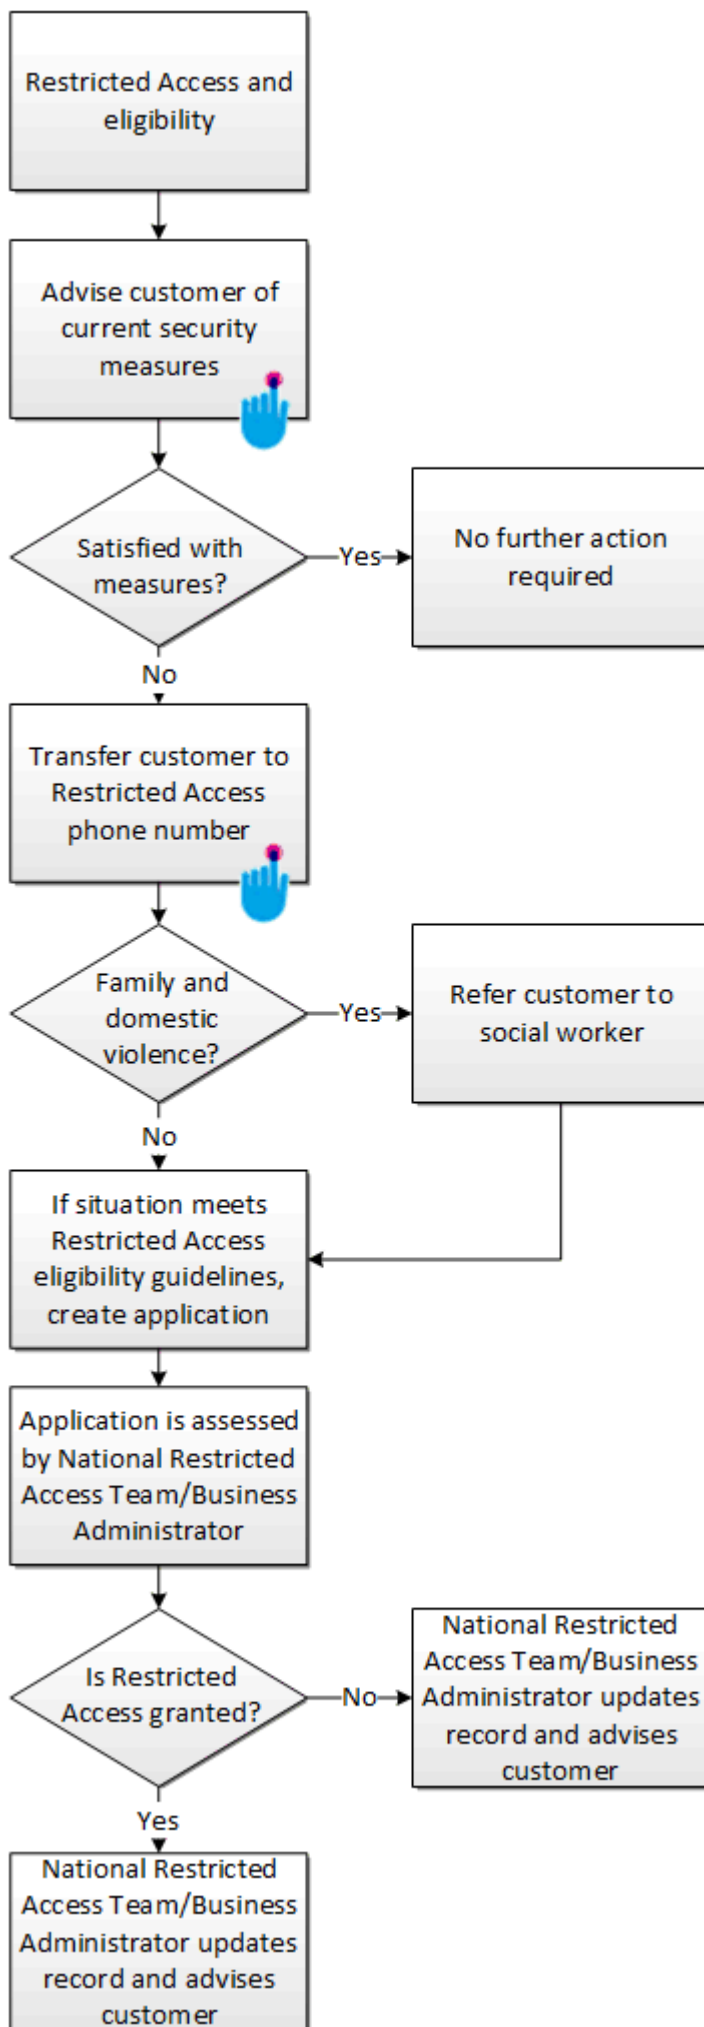 Restricted Access and
eligibility
Advise customer of
current security
measures
Satisfied with
measures?
Yes
No further action
required
No
Transfer customer to
Restricted Access
phone number
Family and
domestic
violence?
Yes
Refer customer to
social worker
No
If situation meets
Restricted Access
eligibility guidelines,
create application
Application is assessed
by National Restricted
Access Team/Business
Administrator
Is Restricted
Access granted?
No
National Restricted
Access Team/Business
Administrator updates
record and advises
customer
Yes
National Restricted
Access Team/Business
Administrator updates
record and advises
customer